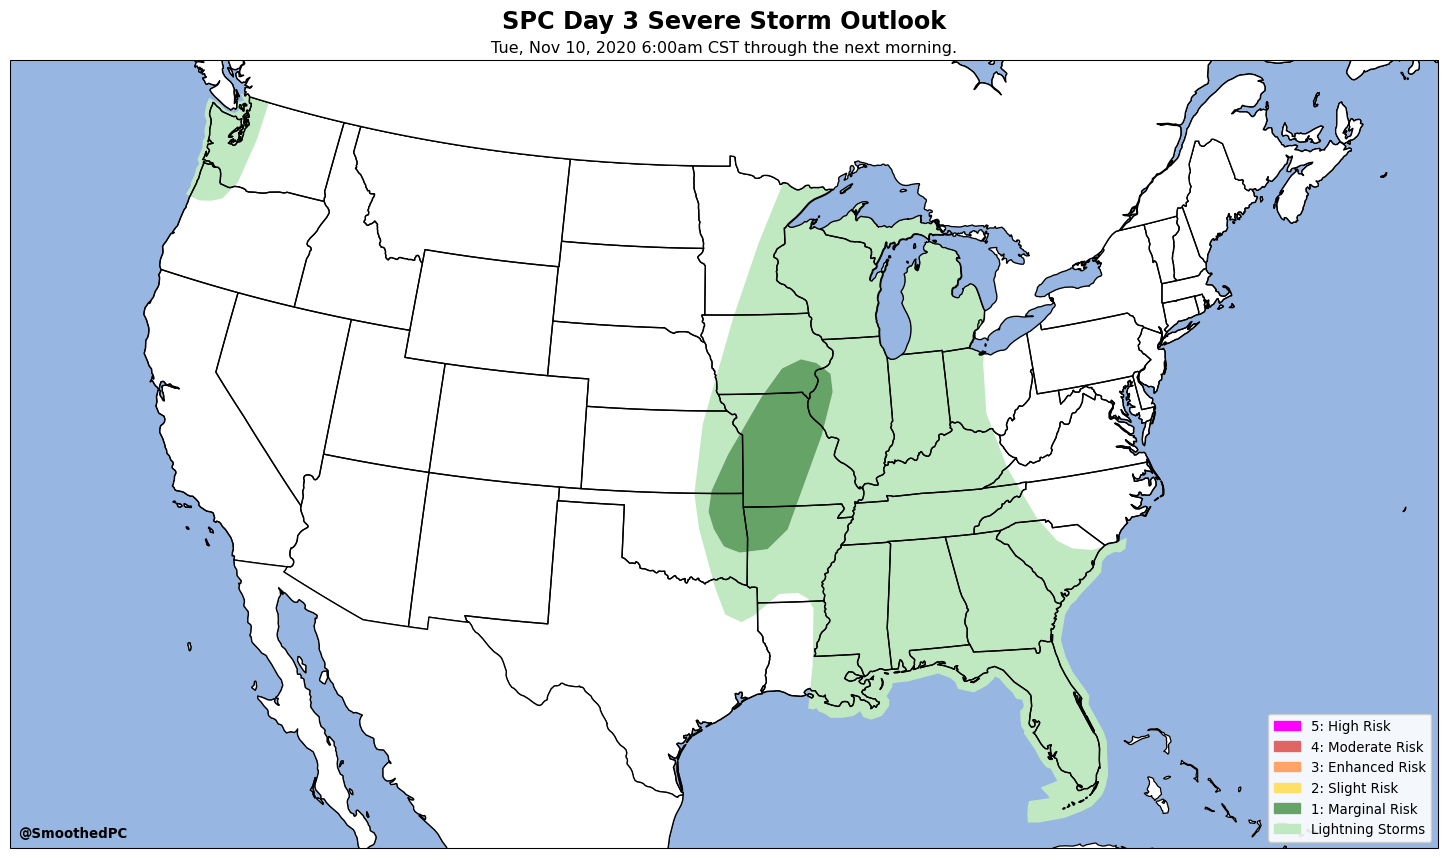 SPC Day 3 Severe Storm Outlook
Tue, Nov 10, 2020 6:00am CST through the next morning.
5: High Risk
4: Moderate Risk
3: Enhanced Risk
2: Slight Risk
1: Marginal Risk
Lightning Storms
@SmoothedPC